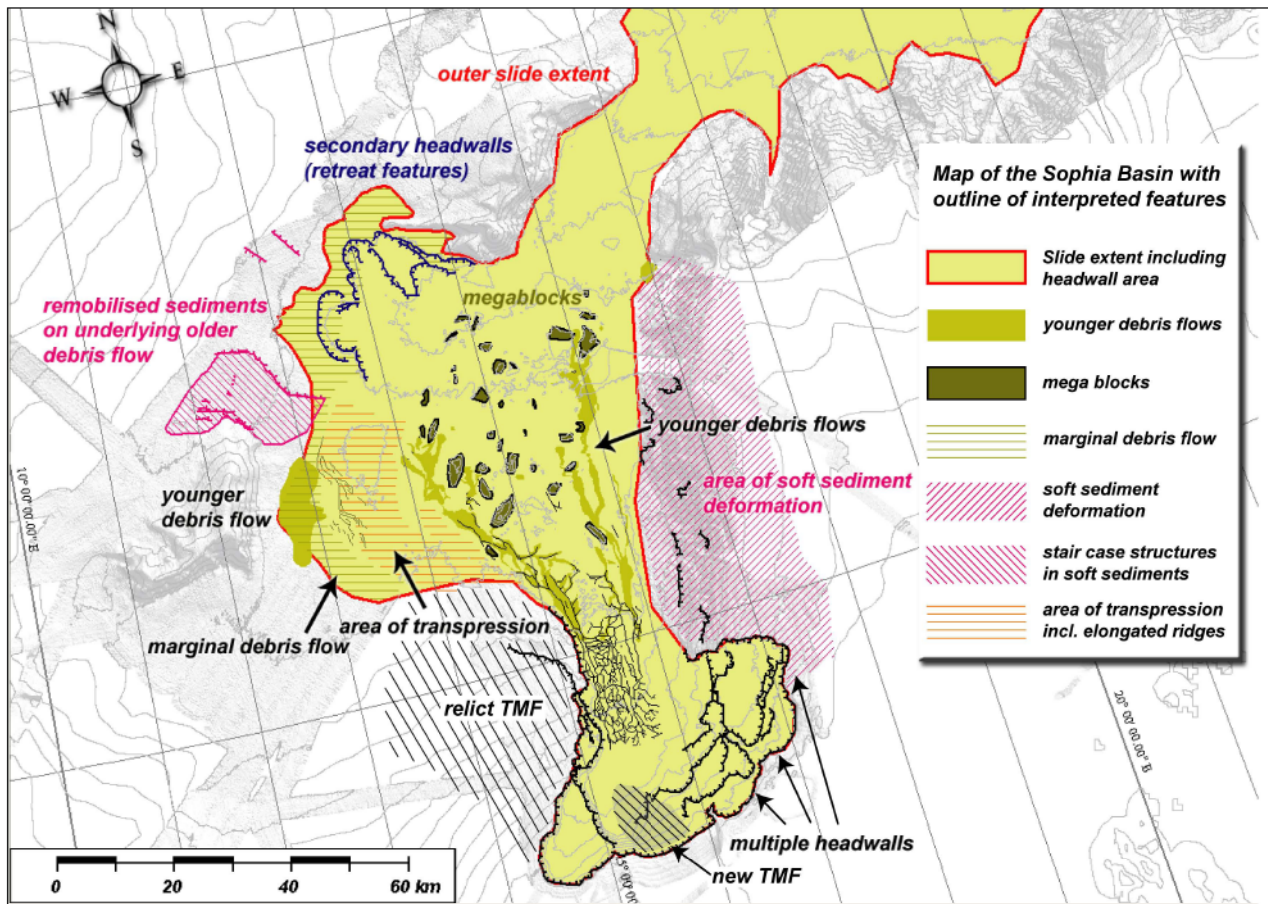 N
E
W
S
outer slide extent
secondary headwalls
(retreat features)
megablocks
remobilised sediments
on underlying older
debris flow
younger debris flows
area of soft sediment
deformation
younger
debris flow
10° 00' 00.00" E
area of transpression
marginal debris flow
relict TMF
multiple headwalls
new TMF
20° 00' 00.00" E
0
20
40
60 km
Map of the Sophia Basin with
outline of interpreted features
Slide extent including
headwall area
younger debris flows
mega blocks
marginal debris flow
soft sediment
deformation
stair case structures
in soft sediments
area of transpression
incl. elongated ridges